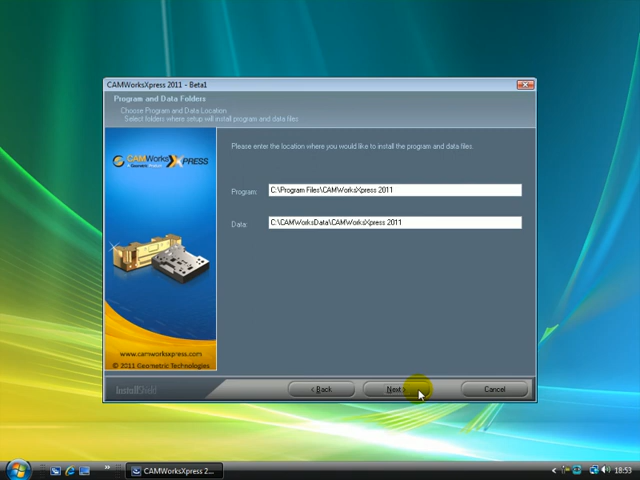 CAMWorksXpress 2011 - Beta1
Program and Data Folders
Choose Program and Data Location
Select folders where setup will install program and data files
CAMWorks XPRESS
Please enter the location where you would like to install the program and data files.
Program: C:\Program Files\CAMWorksXpress 2011
Data: C:\CAMWorksData\CAMWorksXpress 2011
www.camworksxpress.com
© 2011 Geometric Technologies
InstallShield
< Back
Next >
Cancel
CAMWorksXpress 2...
18:53